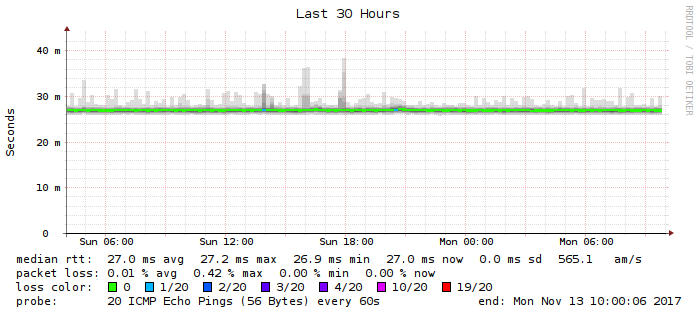 Last 30 Hours
RRDTOOL / TOBI OETIKER
Seconds
40 m
30 m
20 m
10 m
0
Sun 06:00 Sun 12:00 Sun 18:00 Mon 00:00 Mon 06:00
median rtt: 27.0 ms avg 27.2 ms max 26.9 ms min 27.0 ms now 0.0 ms sd 565.1 am/s
packet loss: 0.01 % avg 0.42 % max 0.00 % min 0.00 % now
loss color: 0 1/20 2/20 3/20 4/20 10/20 19/20
probe: 20 ICMP Echo Pings (56 Bytes) every 60s end: Mon Nov 13 10:00:06 2017